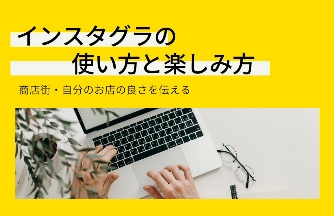 インスタグラの
使い方と楽しみ方
商店街・自分のお店の良さを伝える